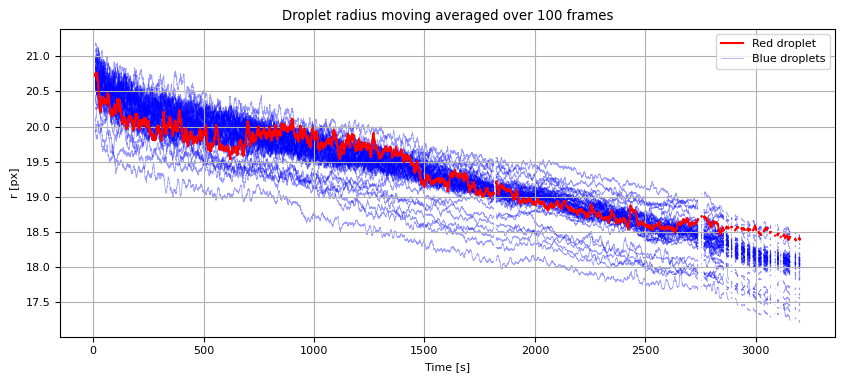 Droplet radius moving averaged over 100 frames
Red droplet
Blue droplets
r [px]
21.0
20.5
20.0
19.5
19.0
18.5
18.0
17.5
0 500 1000 1500 2000 2500 3000
Time [s]